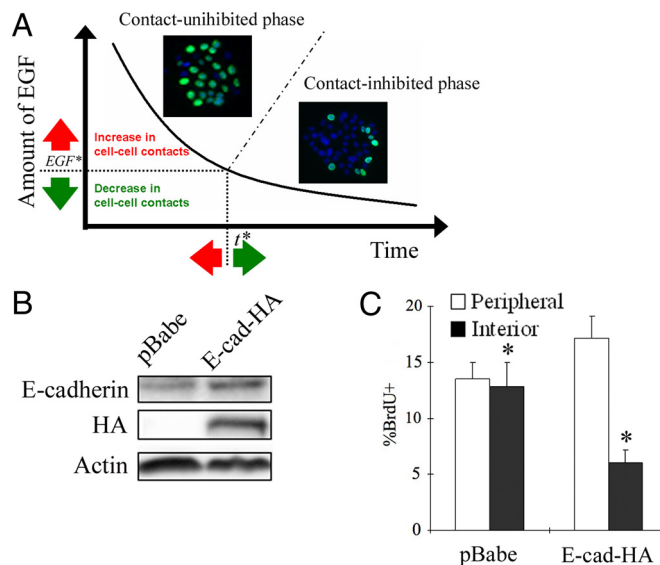 A
Contact-unihibited phase
Contact-inhibited phase
Amount of EGF
Increase in
cell-cell contacts
EGF*
Decrease in
cell-cell contacts
t*
Time
B
pBabe
E-cad-HA
E-cadherin
HA
Actin
C
Peripheral
Interior
%BrdU+
20
15
10
5
0
*
*
pBabe
E-cad-HA